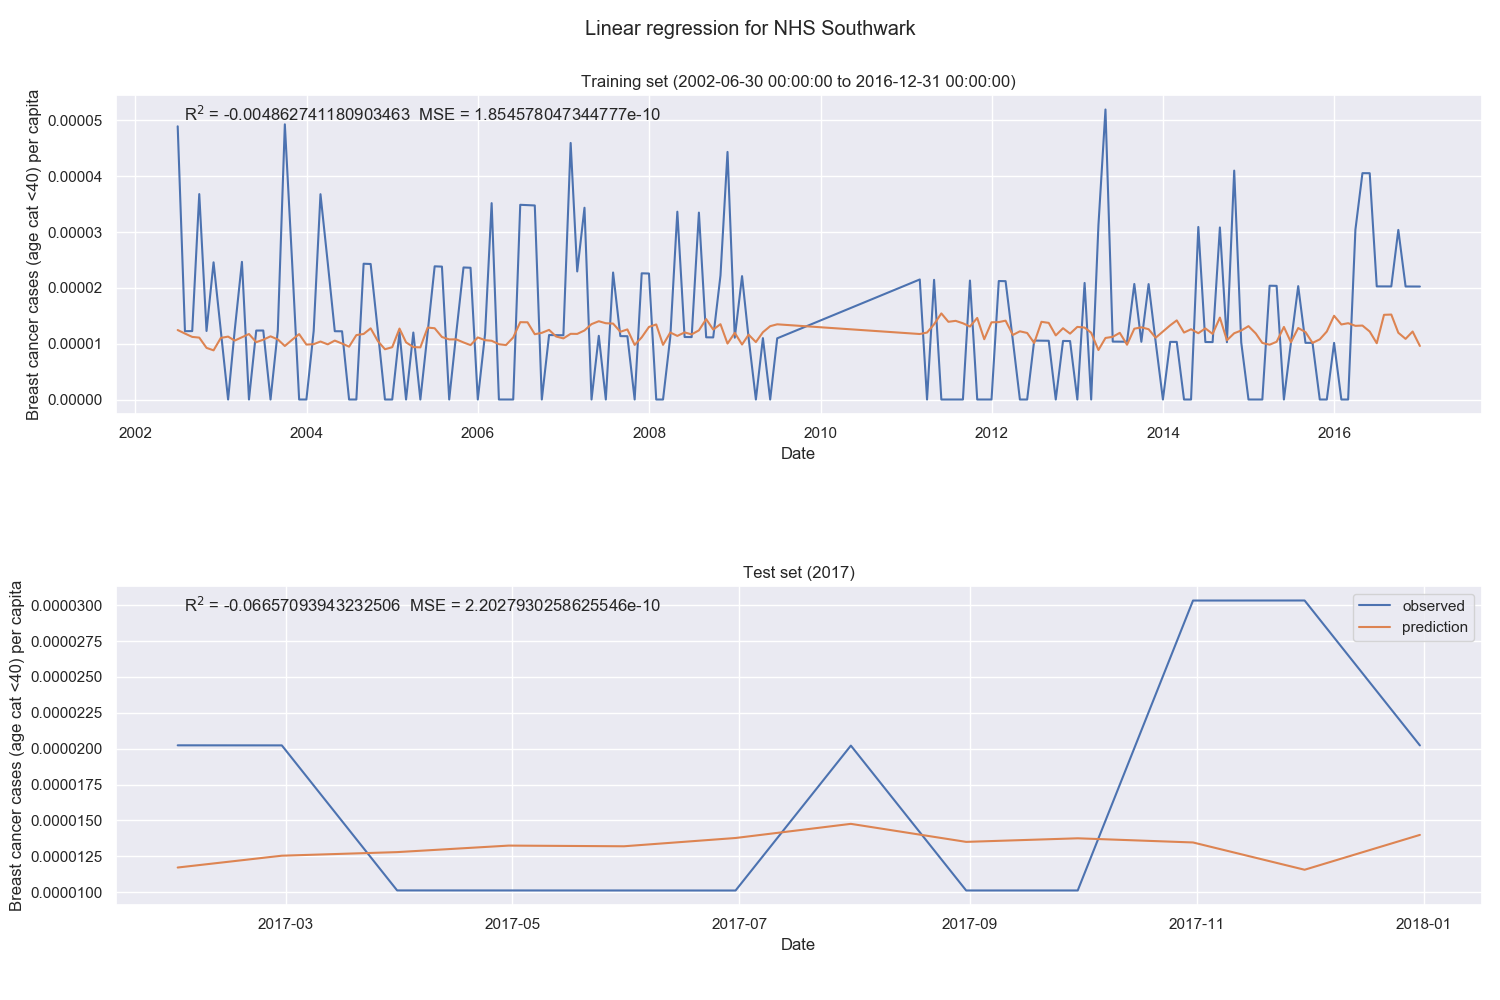 Linear regression for NHS Southwark
Training set (2002-06-30 00:00:00 to 2016-12-31 00:00:00)
R² = -0.004862741180903463 MSE = 1.854578047344777e-10
Breast cancer cases (age cat <40) per capita
0.00005
0.00004
0.00003
0.00002
0.00001
0.00000
2002 2004 2006 2008 2010 2012 2014 2016
Date
Test set (2017)
R² = -0.06657093943232506 MSE = 2.2027930258625546e-10
observed
prediction
Breast cancer cases (age cat <40) per capita
0.0000300
0.0000275
0.0000250
0.0000225
0.0000200
0.0000175
0.0000150
0.0000125
0.0000100
2017-03 2017-05 2017-07 2017-09 2017-11 2018-01
Date